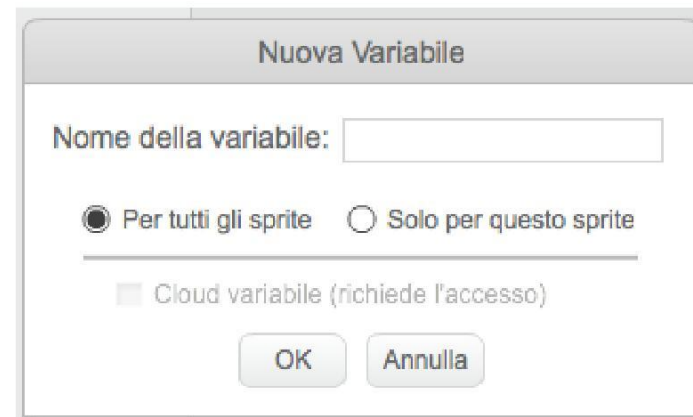 Nuova Variabile
Nome della variabile:
Per tutti gli sprite Solo per questo sprite
Cloud variabile (richiede l'accesso)
OK Annulla